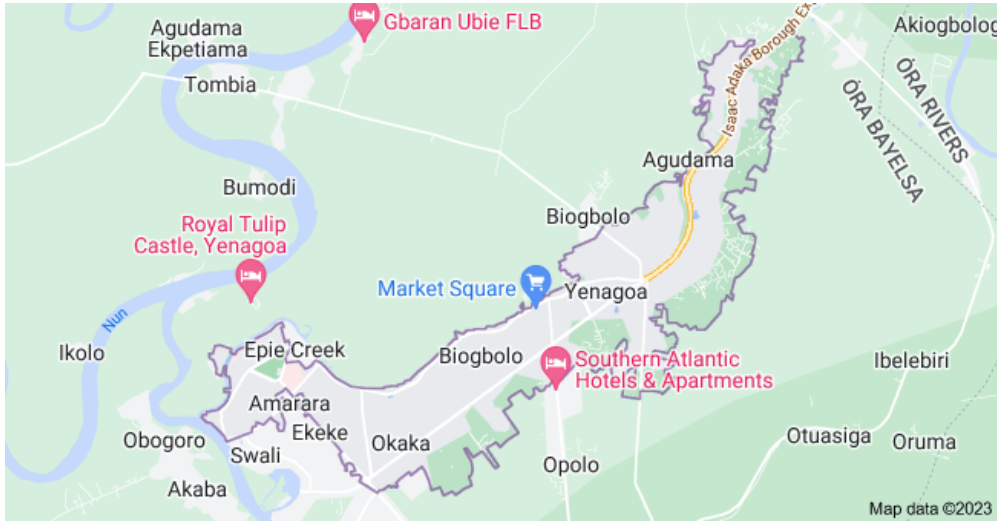 Gbaran Ubie FLB
Agudama
Ekpetiama
Tombia
Isaac Adaka Borough Ex
Akiogbolog
ÓRA RIVERS
ÓRA BAYELSA
Agudama
Bumodi
Biogbolo
Royal Tulip
Castle, Yenagoa
Market Square
Yenagoa
Nun
Ikolo
Epie Creek
Biogbolo
Southern Atlantic
Hotels & Apartments
Ibelebiri
Amarara
Ekeke
Okaka
Obogoro
Swali
Otuasiga
Oruma
Opolo
Akaba
Map data ©2023